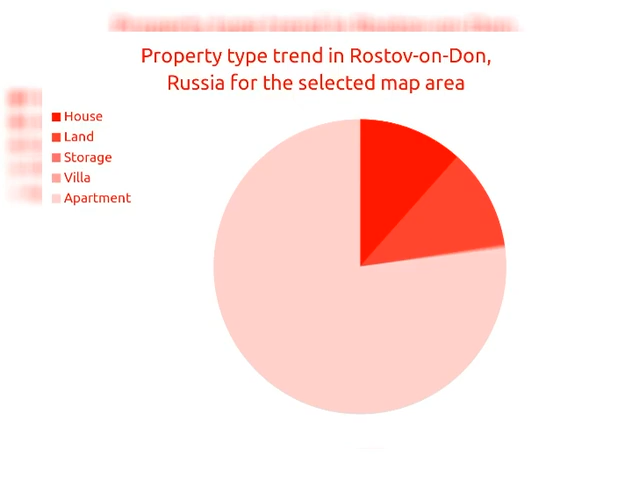 Property type trend in Rostov-on-Don,
Russia for the selected map area
House
Land
Storage
Villa
Apartment